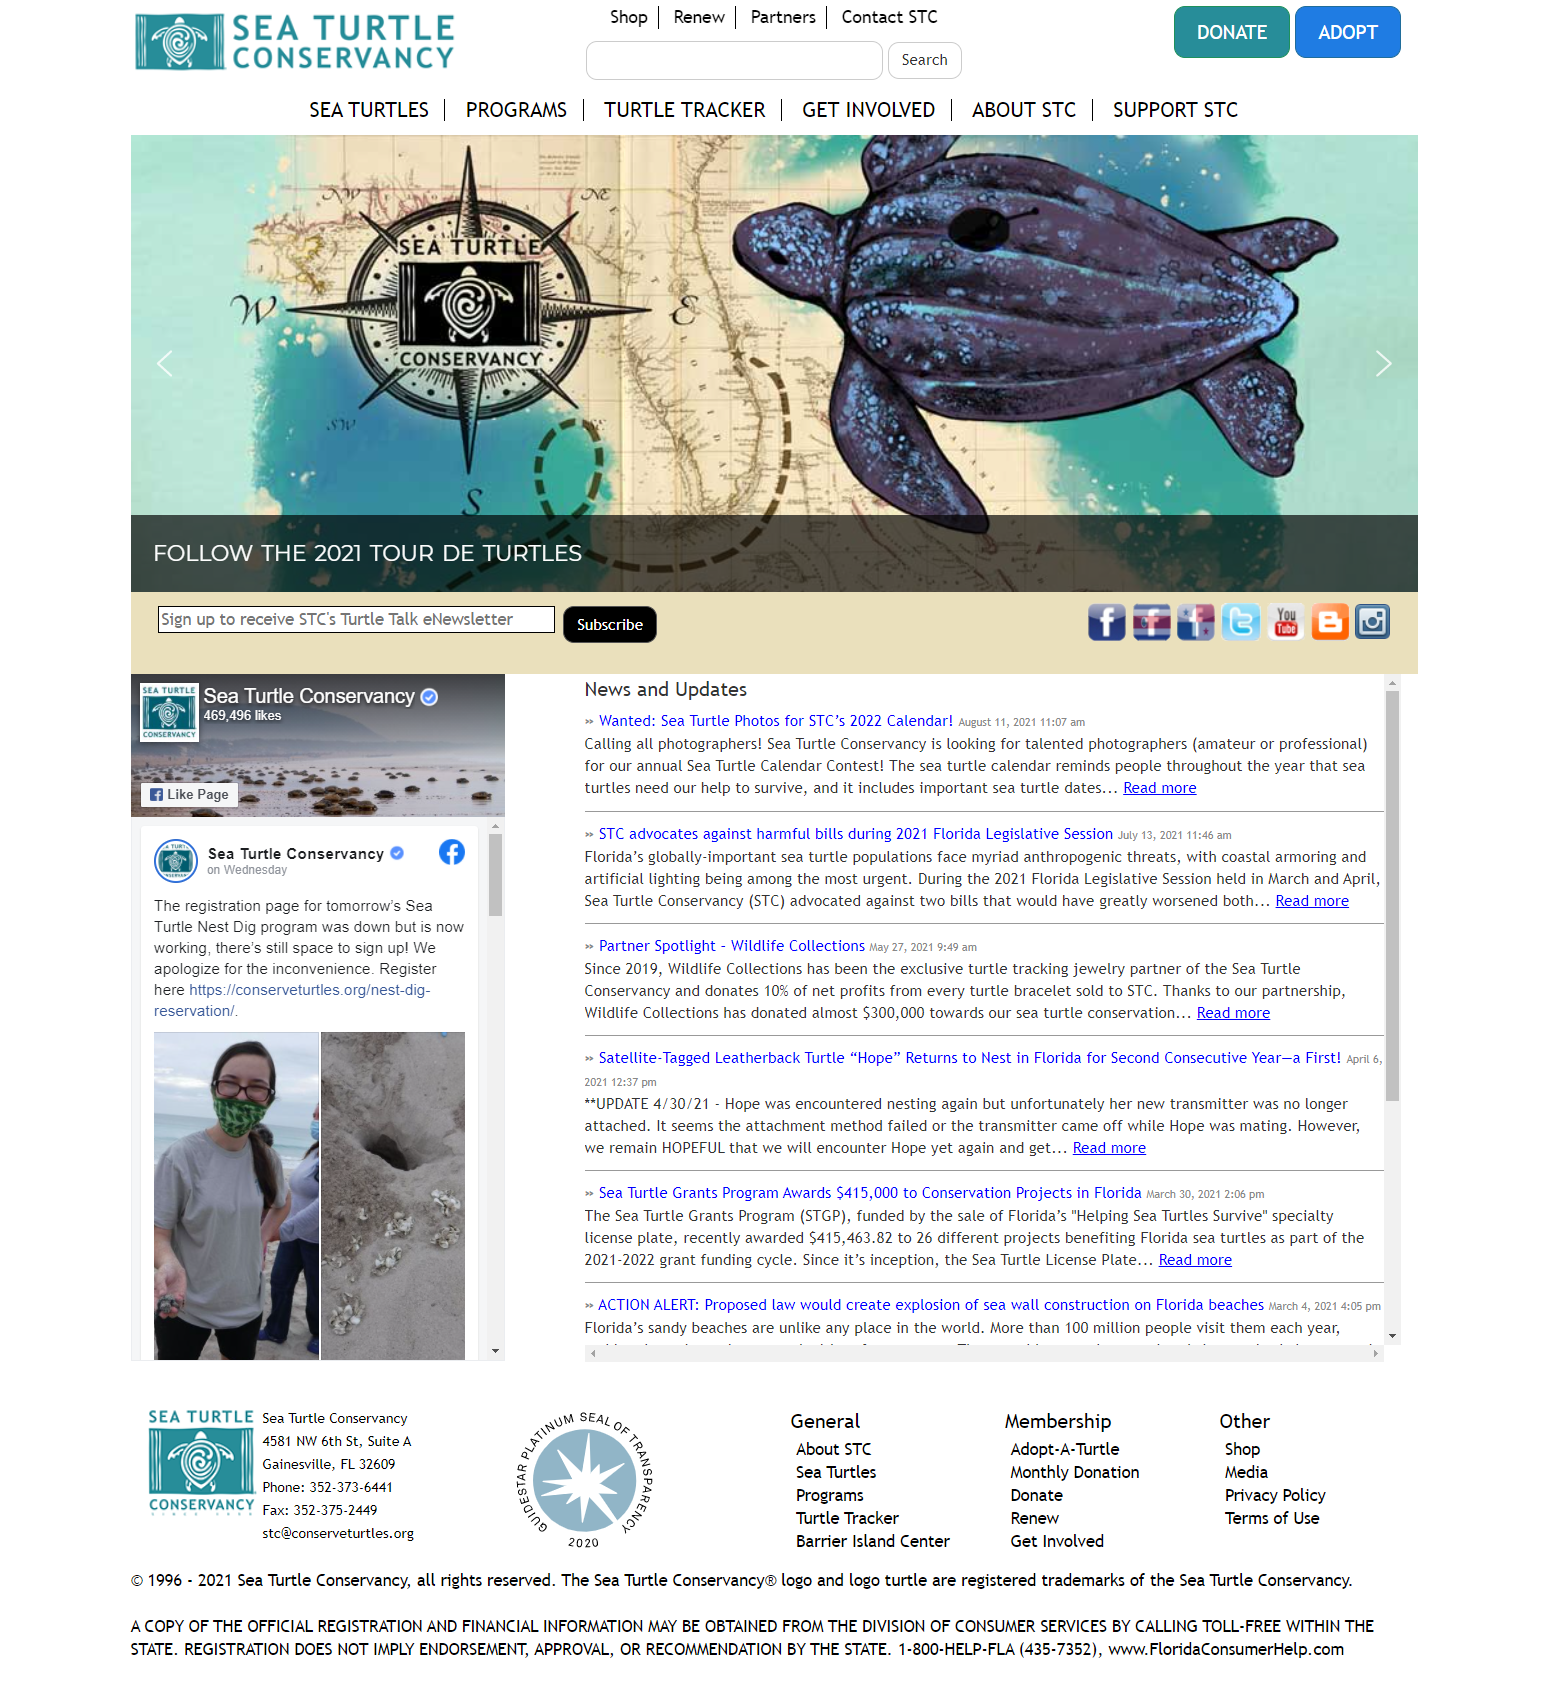 SEA TURTLE
CONSERVANCY
Shop
Renew
Partners
Contact STC
Search
DONATE
ADOPT
SEA TURTLES
PROGRAMS
TURTLE TRACKER
GET INVOLVED
ABOUT STC
SUPPORT STC
NW
NE
SEA TURTLE
W
E
CONSERVANCY
SW
S
FOLLOW THE 2021 TOUR DE TURTLES
Sign up to receive STC's Turtle Talk eNewsletter
Subscribe
You
Tube
SEA TURTLE
CONSERVANCY
Sea Turtle Conservancy
469,496 likes
Like Page
Sea Turtle Conservancy
on Wednesday
The registration page for tomorrow's Sea
Turtle Nest Dig program was down but is now
working, there's still space to sign up! We
apologize for the inconvenience. Register
here https://conserveturtles.org/nest-dig-
reservation/.
News and Updates
» Wanted: Sea Turtle Photos for STC’s 2022 Calendar! August 11, 2021 11:07 am
Calling all photographers! Sea Turtle Conservancy is looking for talented photographers (amateur or professional)
for our annual Sea Turtle Calendar Contest! The sea turtle calendar reminds people throughout the year that sea
turtles need our help to survive, and it includes important sea turtle dates... Read more
» STC advocates against harmful bills during 2021 Florida Legislative Session July 13, 2021 11:46 am
Florida’s globally-important sea turtle populations face myriad anthropogenic threats, with coastal armoring and
artificial lighting being among the most urgent. During the 2021 Florida Legislative Session held in March and April,
Sea Turtle Conservancy (STC) advocated against two bills that would have greatly worsened both... Read more
» Partner Spotlight – Wildlife Collections May 27, 2021 9:49 am
Since 2019, Wildlife Collections has been the exclusive turtle tracking jewelry partner of the Sea Turtle
Conservancy and donates 10% of net profits from every turtle bracelet sold to STC. Thanks to our partnership,
Wildlife Collections has donated almost $300,000 towards our sea turtle conservation... Read more
» Satellite-Tagged Leatherback Turtle “Hope” Returns to Nest in Florida for Second Consecutive Year—a First! April 6,
2021 12:37 pm
**UPDATE 4/30/21 - Hope was encountered nesting again but unfortunately her new transmitter was no longer
attached. It seems the attachment method failed or the transmitter came off while Hope was mating. However,
we remain HOPEFUL that we will encounter Hope yet again and get... Read more
» Sea Turtle Grants Program Awards $415,000 to Conservation Projects in Florida March 30, 2021 2:06 pm
The Sea Turtle Grants Program (STGP), funded by the sale of Florida’s "Helping Sea Turtles Survive" specialty
license plate, recently awarded $415,463.82 to 26 different projects benefiting Florida sea turtles as part of the
2021-2022 grant funding cycle. Since it’s inception, the Sea Turtle License Plate... Read more
» ACTION ALERT: Proposed law would create explosion of sea wall construction on Florida beaches March 4, 2021 4:05 pm
Florida’s sandy beaches are unlike any place in the world. More than 100 million people visit them each year,
SEA TURTLE
CONSERVANCY
SINCE 1959
Sea Turtle Conservancy
4581 NW 6th St, Suite A
Gainesville, FL 32609
Phone: 352-373-6441
Fax: 352-375-2449
stc@conserveturtles.org
GUIDESTAR PLATINUM SEAL OF TRANSPARENCY
2020
General
About STC
Sea Turtles
Programs
Turtle Tracker
Barrier Island Center
Membership
Adopt-A-Turtle
Monthly Donation
Donate
Renew
Get Involved
Other
Shop
Media
Privacy Policy
Terms of Use
© 1996 - 2021 Sea Turtle Conservancy, all rights reserved. The Sea Turtle Conservancy® logo and logo turtle are registered trademarks of the Sea Turtle Conservancy.
A COPY OF THE OFFICIAL REGISTRATION AND FINANCIAL INFORMATION MAY BE OBTAINED FROM THE DIVISION OF CONSUMER SERVICES BY CALLING TOLL-FREE WITHIN THE
STATE. REGISTRATION DOES NOT IMPLY ENDORSEMENT, APPROVAL, OR RECOMMENDATION BY THE STATE. 1-800-HELP-FLA (435-7352), www.FloridaConsumerHelp.com